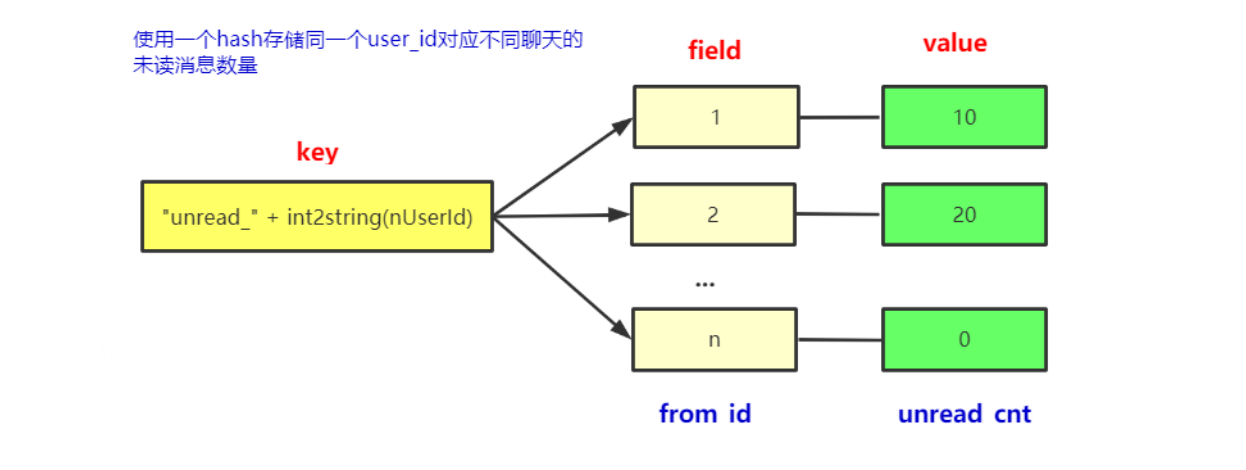 使用一个hash存储同一个user_id对应不同聊天的
未读消息数量
field
value
key
1
10
"unread_" + int2string(nUserId)
2
20
...
n
0
from id
unread cnt